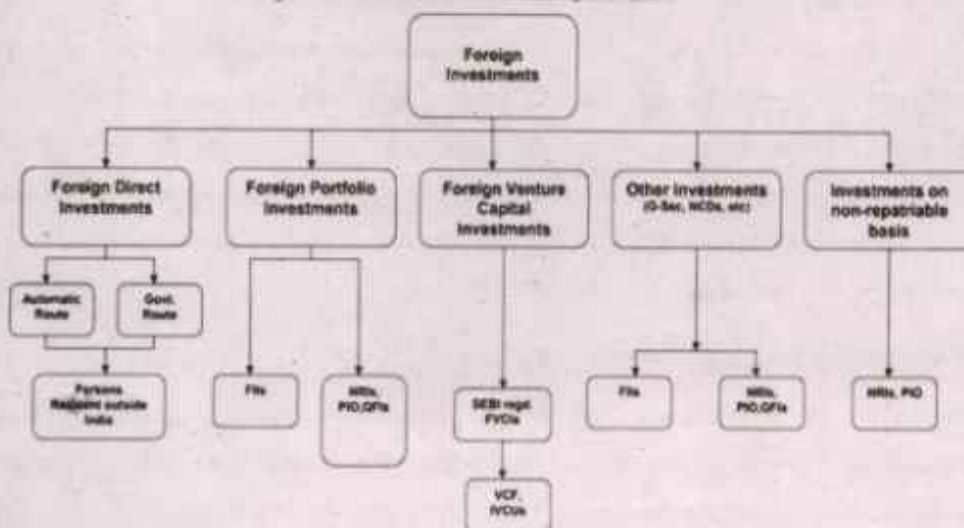 Foreign
Investments
Foreign Direct
Investments
Foreign Portfolio
Investments
Foreign Venture
Capital
Investments
Other Investments
(G-Sec, NCDs, etc)
Investments on
non-repatriable
basis
Automatic
Route
Govt.
Route
Persons
Resident outside
India
FIIs
NRIs,
PIO,QFIs
SEBI regd.
FVCIs
VCF,
IVCUs
FIIs
NRIs,
PIO,QFIs
NRIs, PIO